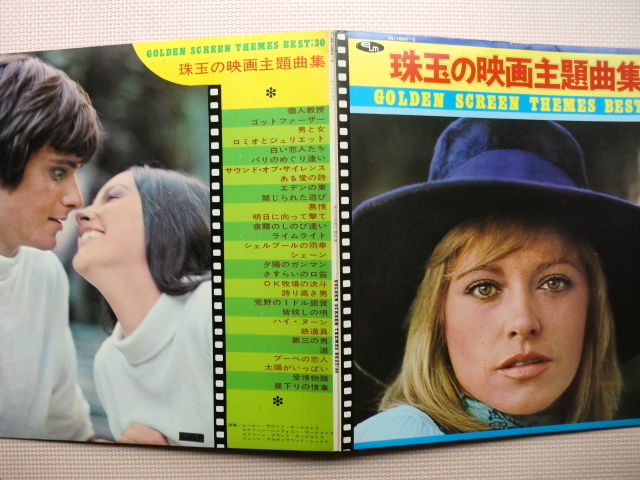 GOLDEN SCREEN THEMES BEST;30
珠玉の映画主題曲集
個人教授
ゴッドファーザー
男と女
ロミオとジュリエット
白い恋人たち
パリのめぐり逢い
サウンド・オブ・サイレンス
ある愛の詩
エデンの東
禁じられた遊び
慕情
明日に向って撃て
夜霧のしのび逢い
ライムライト
シェルブールの雨傘
シェーン
夕陽のガンマン
さすらいの口笛
OK牧場の決斗
誇り高き男
荒野の1ドル銀貨
皆殺しの唄
ハイ・ヌーン
鉄道員
第三の男
道
ブーベの恋人
太陽がいっぱい
愛情物語
昼下りの情事
GOLDEN SCREEN THEMES BEST;30
ELM
珠玉の映画主題曲集
GOLDEN SCREEN THEMES BEST